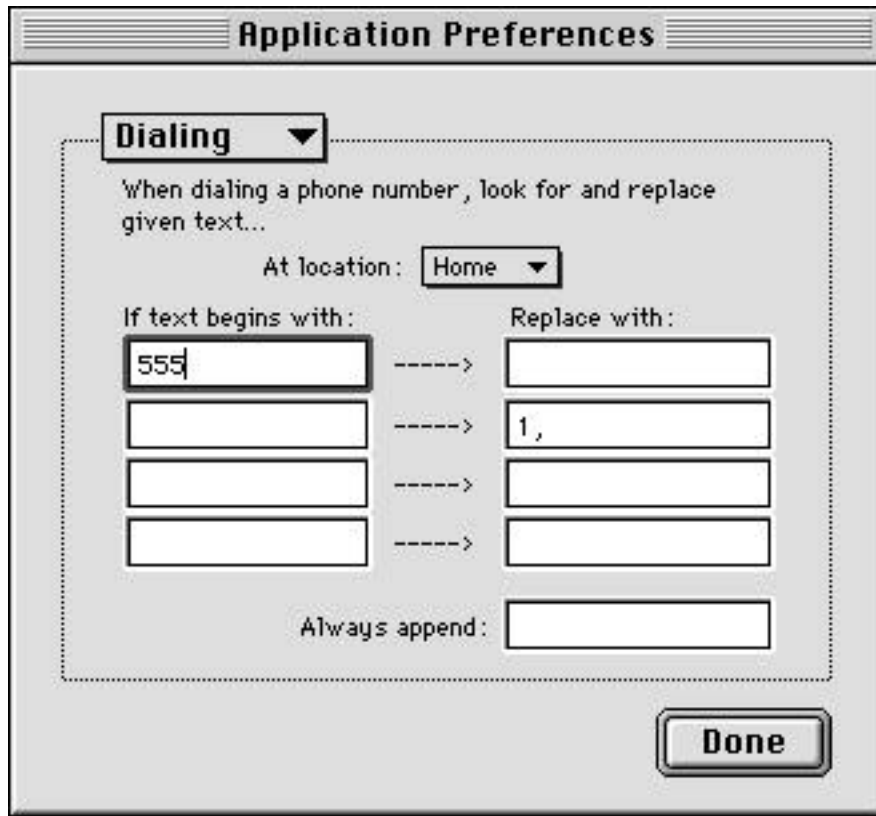 Application Preferences
Dialing
When dialing a phone number, look for and replace
given text...
At location: Home
If text begins with: Replace with:
555 ----->
-----> 1,
----->
----->
Always append:
Done